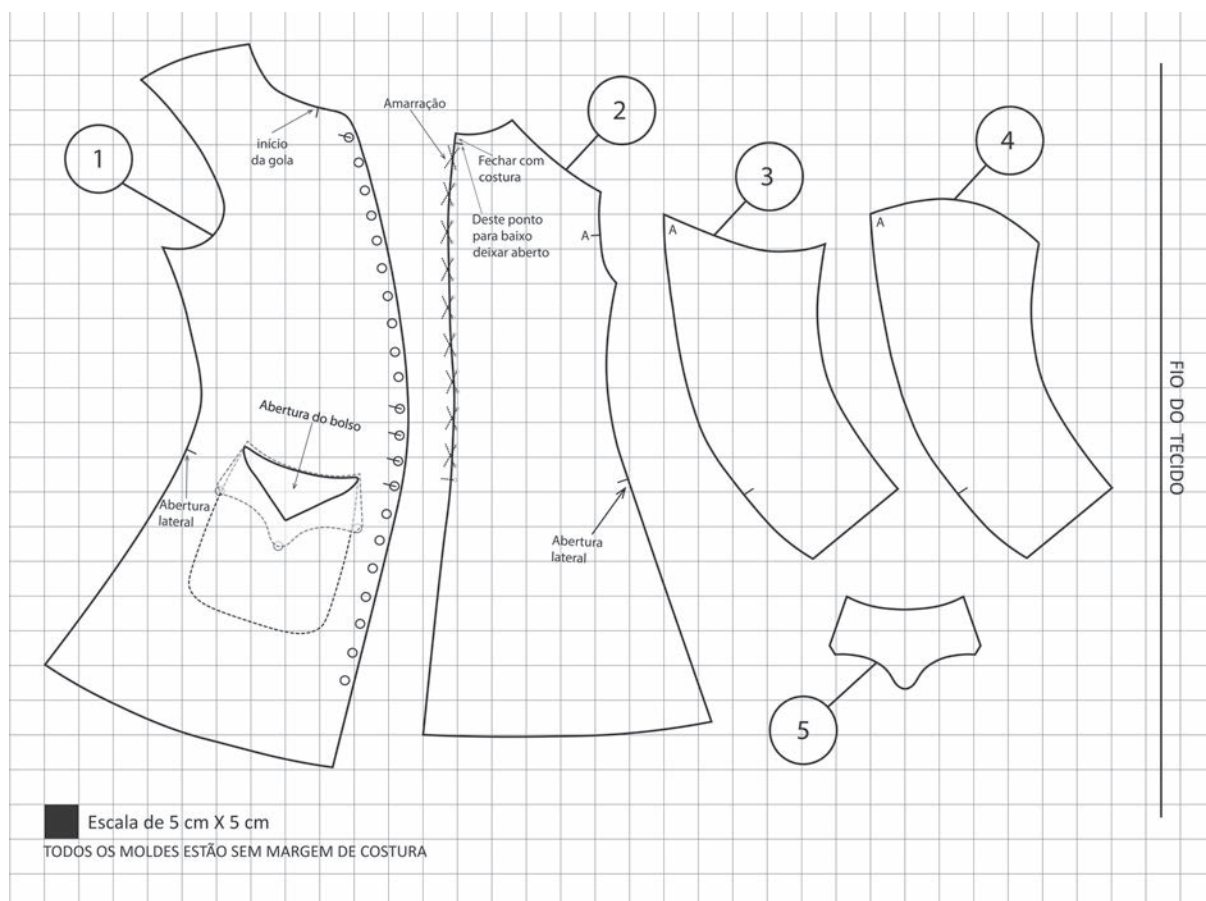 1
início
da gola
Amarração
2
Fechar com
costura
Deste ponto
para baixo
deixar aberto
A
3
A
4
A
Abertura do bolso
Abertura
lateral
Abertura
lateral
5
FIO DO TECIDO
Escala de 5 cm X 5 cm
TODOS OS MOLDES ESTÃO SEM MARGEM DE COSTURA